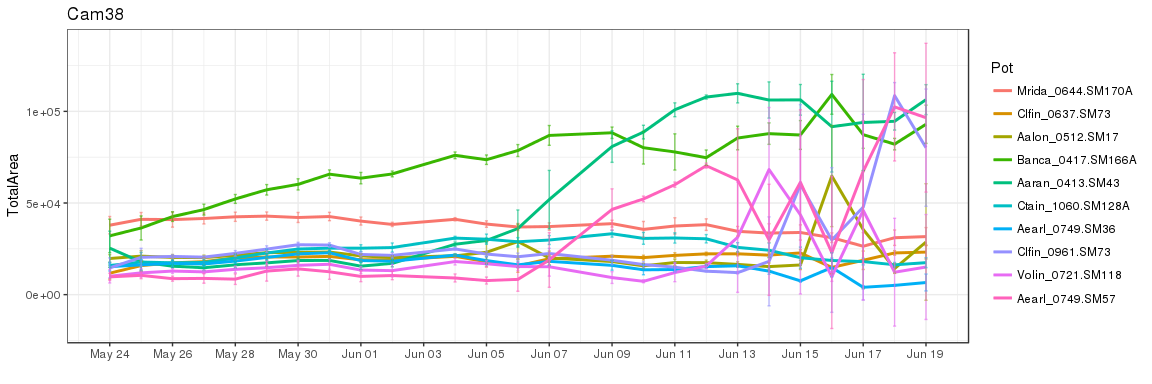 Cam38
TotalArea
1e+05
5e+04
0e+00
May 24 May 26 May 28 May 30 Jun 01 Jun 03 Jun 05 Jun 07 Jun 09 Jun 11 Jun 13 Jun 15 Jun 17 Jun 19
Pot
Mrida_0644.SM170A
Clfin_0637.SM73
Aalon_0512.SM17
Banca_0417.SM166A
Aaran_0413.SM43
Ctain_1060.SM128A
Aearl_0749.SM36
Clfin_0961.SM73
Volin_0721.SM118
Aearl_0749.SM57